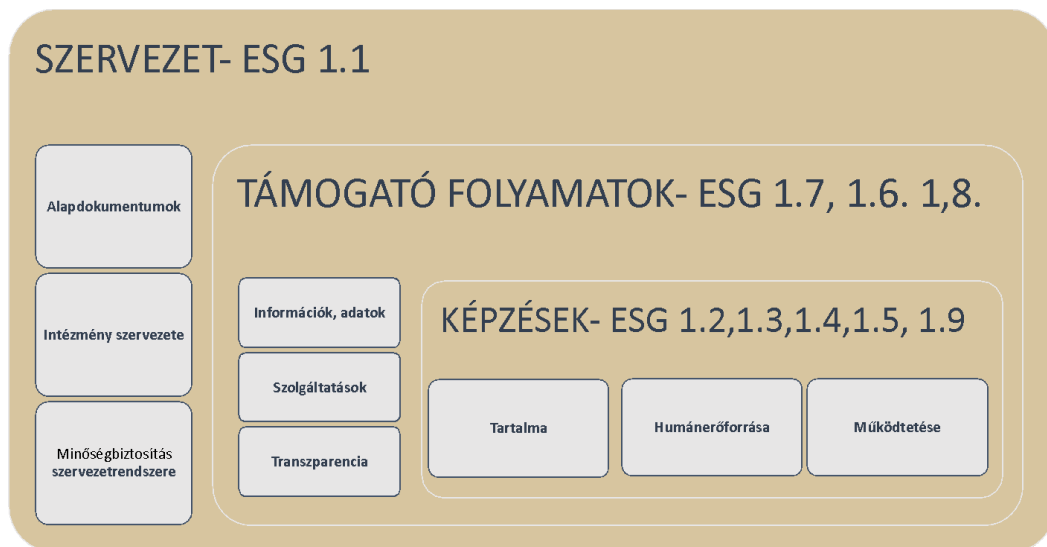 SZERVEZET- ESG 1.1
Alapdokumentumok
Intézmény szervezete
Minőségbiztosítás
szervezetrendszere
TÁMOGATÓ FOLYAMATOK- ESG 1.7, 1.6. 1,8.
Információk, adatok
Szolgáltatások
Transzparencia
KÉPZÉSEK- ESG 1.2,1.3,1.4,1.5, 1.9
Tartalma
Humánerőforrása
Működtetése